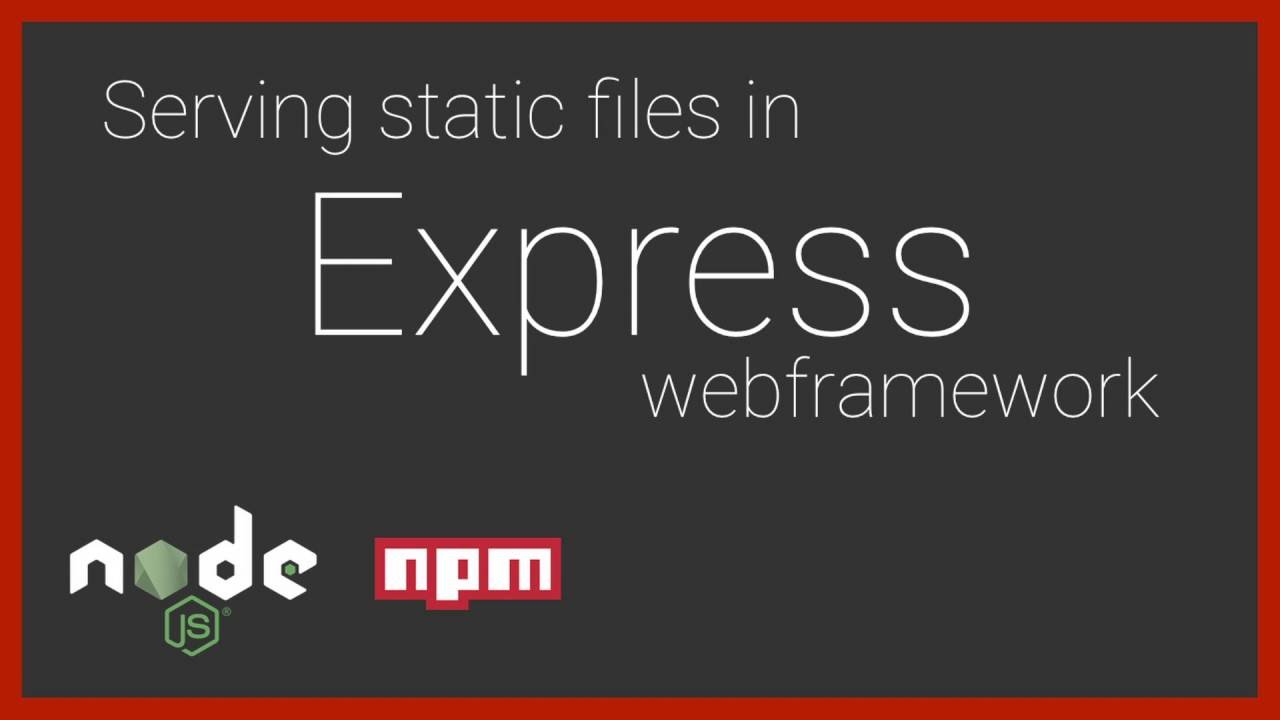 Serving static files in
Express
webframework
node npm
JS®